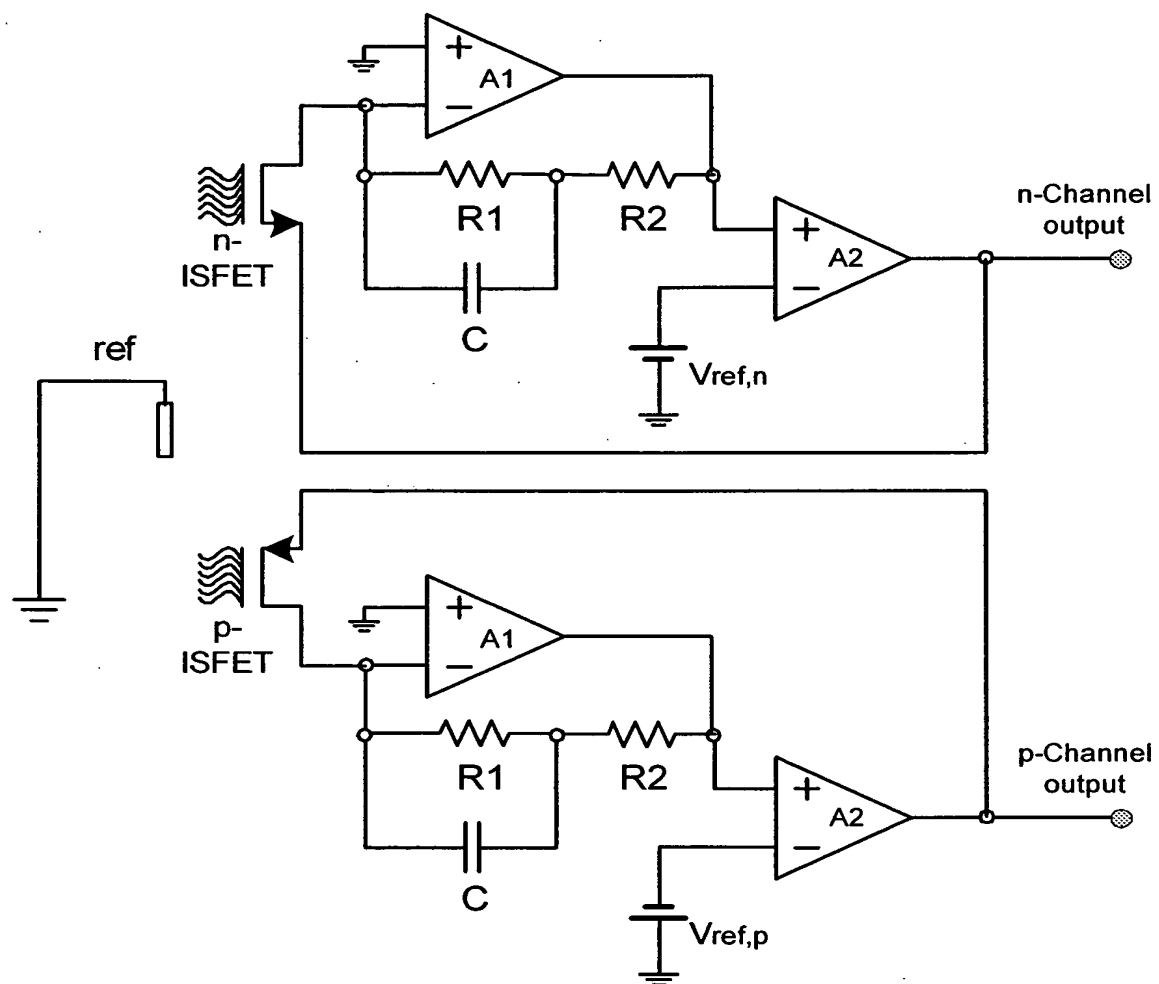 +
A1
−
R1
R2
n-Channel
output
+
A2
−
n-
ISFET
C
ref
Vref,n
+
A1
−
p-
ISFET
R1
R2
p-Channel
output
+
A2
−
C
Vref,p